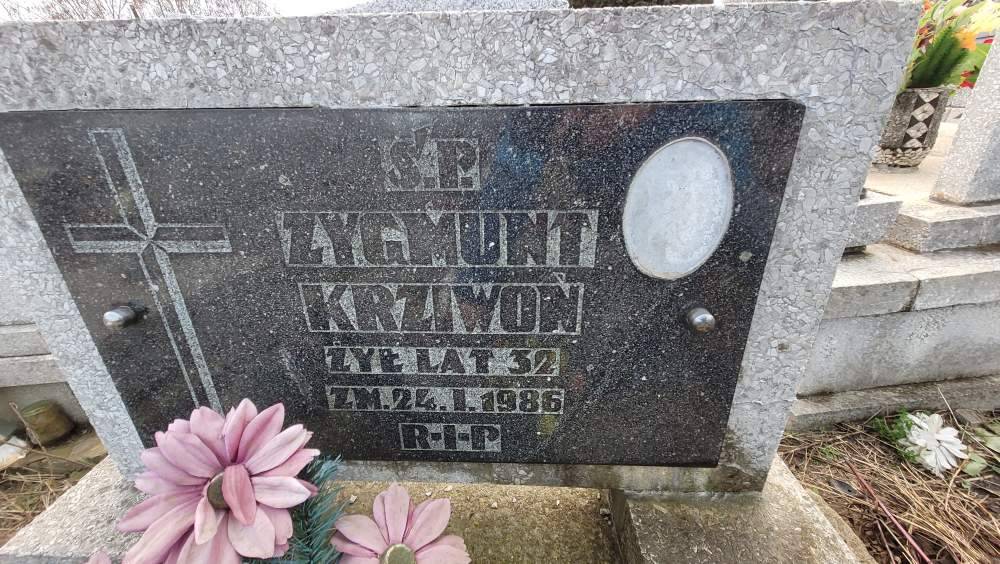 Ś.P.
ZYGMUNT
KRZIWOŃ
ŻYŁ LAT 32
ZM. 24. I. 1986
R-I-P